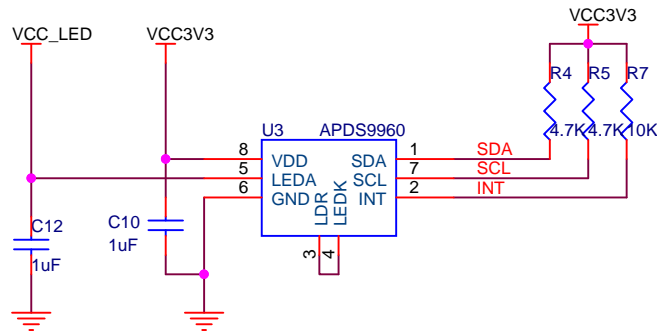 VCC3V3
VCC_LED
VCC3V3
R4
R5
R7
4.7K
4.7K
10K
U3
APDS9960
8
VDD
SDA
1
SDA
5
LEDA
SCL
7
SCL
6
GND
INT
2
INT
LDR
LEDK
3
4
C12
1uF
C10
1uF